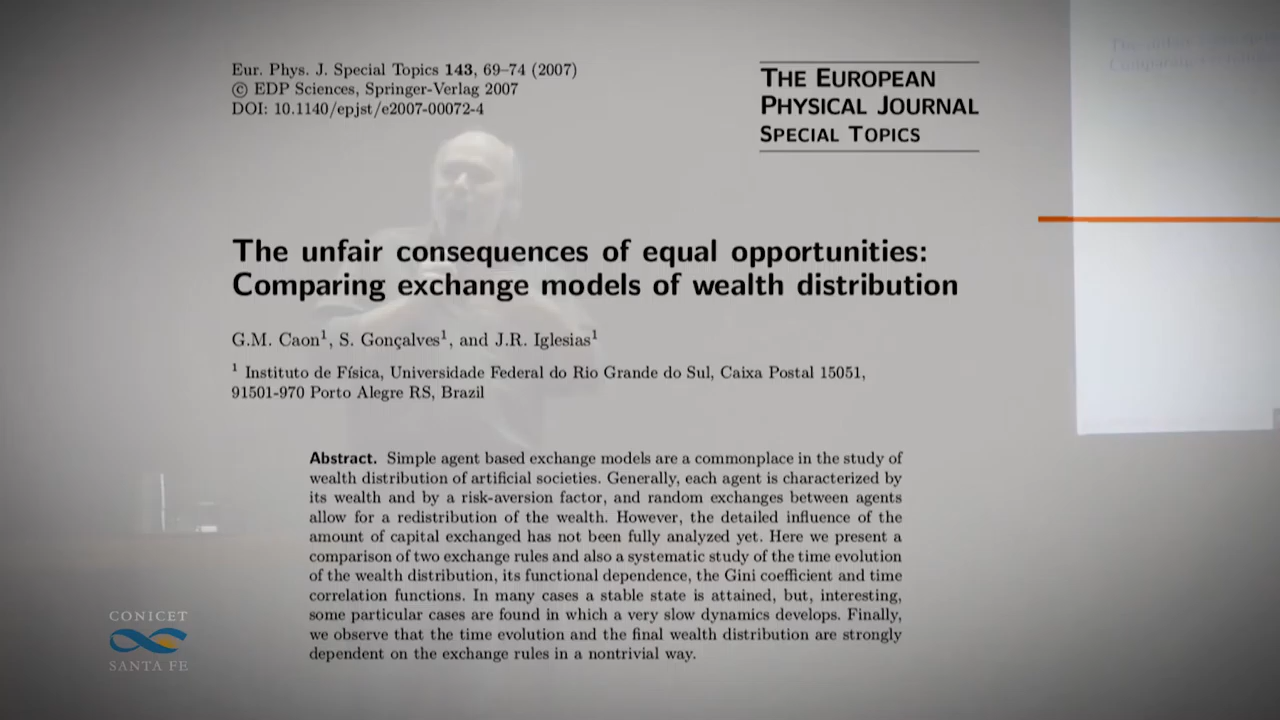 Eur. Phys. J. Special Topics 143, 69–74 (2007)
© EDP Sciences, Springer-Verlag 2007
DOI: 10.1140/epjst/e2007-00072-4
THE EUROPEAN
PHYSICAL JOURNAL
SPECIAL TOPICS
The unfair consequences of equal opportunities:
Comparing exchange models of wealth distribution
G.M. Caon¹, S. Gonçalves¹, and J.R. Iglesias¹
¹ Instituto de Física, Universidade Federal do Rio Grande do Sul, Caixa Postal 15051,
91501-970 Porto Alegre RS, Brazil
Abstract. Simple agent based exchange models are a commonplace in the study of
wealth distribution of artificial societies. Generally, each agent is characterized by
its wealth and by a risk-aversion factor, and random exchanges between agents
allow for a redistribution of the wealth. However, the detailed influence of the
amount of capital exchanged has not been fully analyzed yet. Here we present a
comparison of two exchange rules and also a systematic study of the time evolution
of the wealth distribution, its functional dependence, the Gini coefficient and time
correlation functions. In many cases a stable state is attained, but, interesting,
some particular cases are found in which a very slow dynamics develops. Finally,
we observe that the time evolution and the final wealth distribution are strongly
dependent on the exchange rules in a nontrivial way.
CONICET
SANTA FE